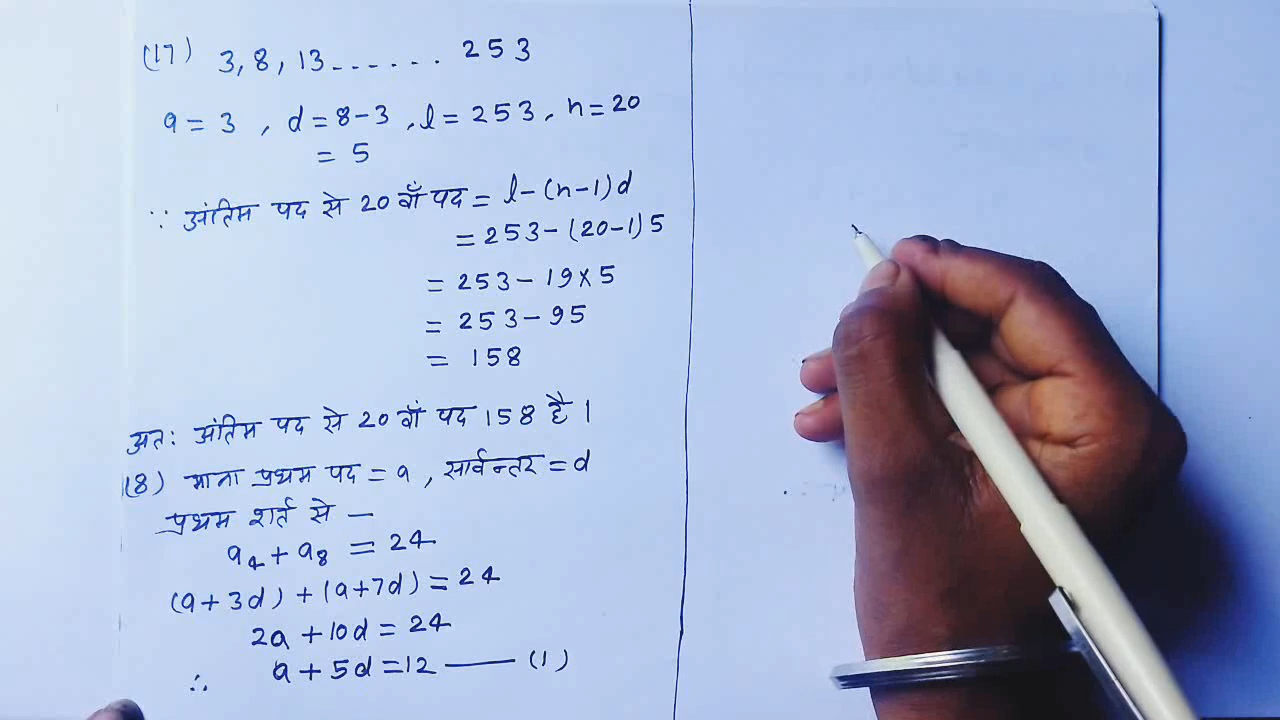 (17) 3, 8, 13 ------. 253
a = 3 , d = 8-3 , l = 253 , n = 20
= 5
∵ अंतिम पद से 20 वाँ पद = l-(n-1)d
= 253-(20-1)5
= 253-19×5
= 253-95
= 158
अत: अंतिम पद से 20 वाँ पद 158 है ।
(8) माना प्रथम पद = a , सार्वन्तर = d
प्रथम शर्त से —
a₄ + a₈ = 24
(a+3d) + (a+7d) = 24
2a + 10d = 24
∴ a + 5d = 12 —— (1)